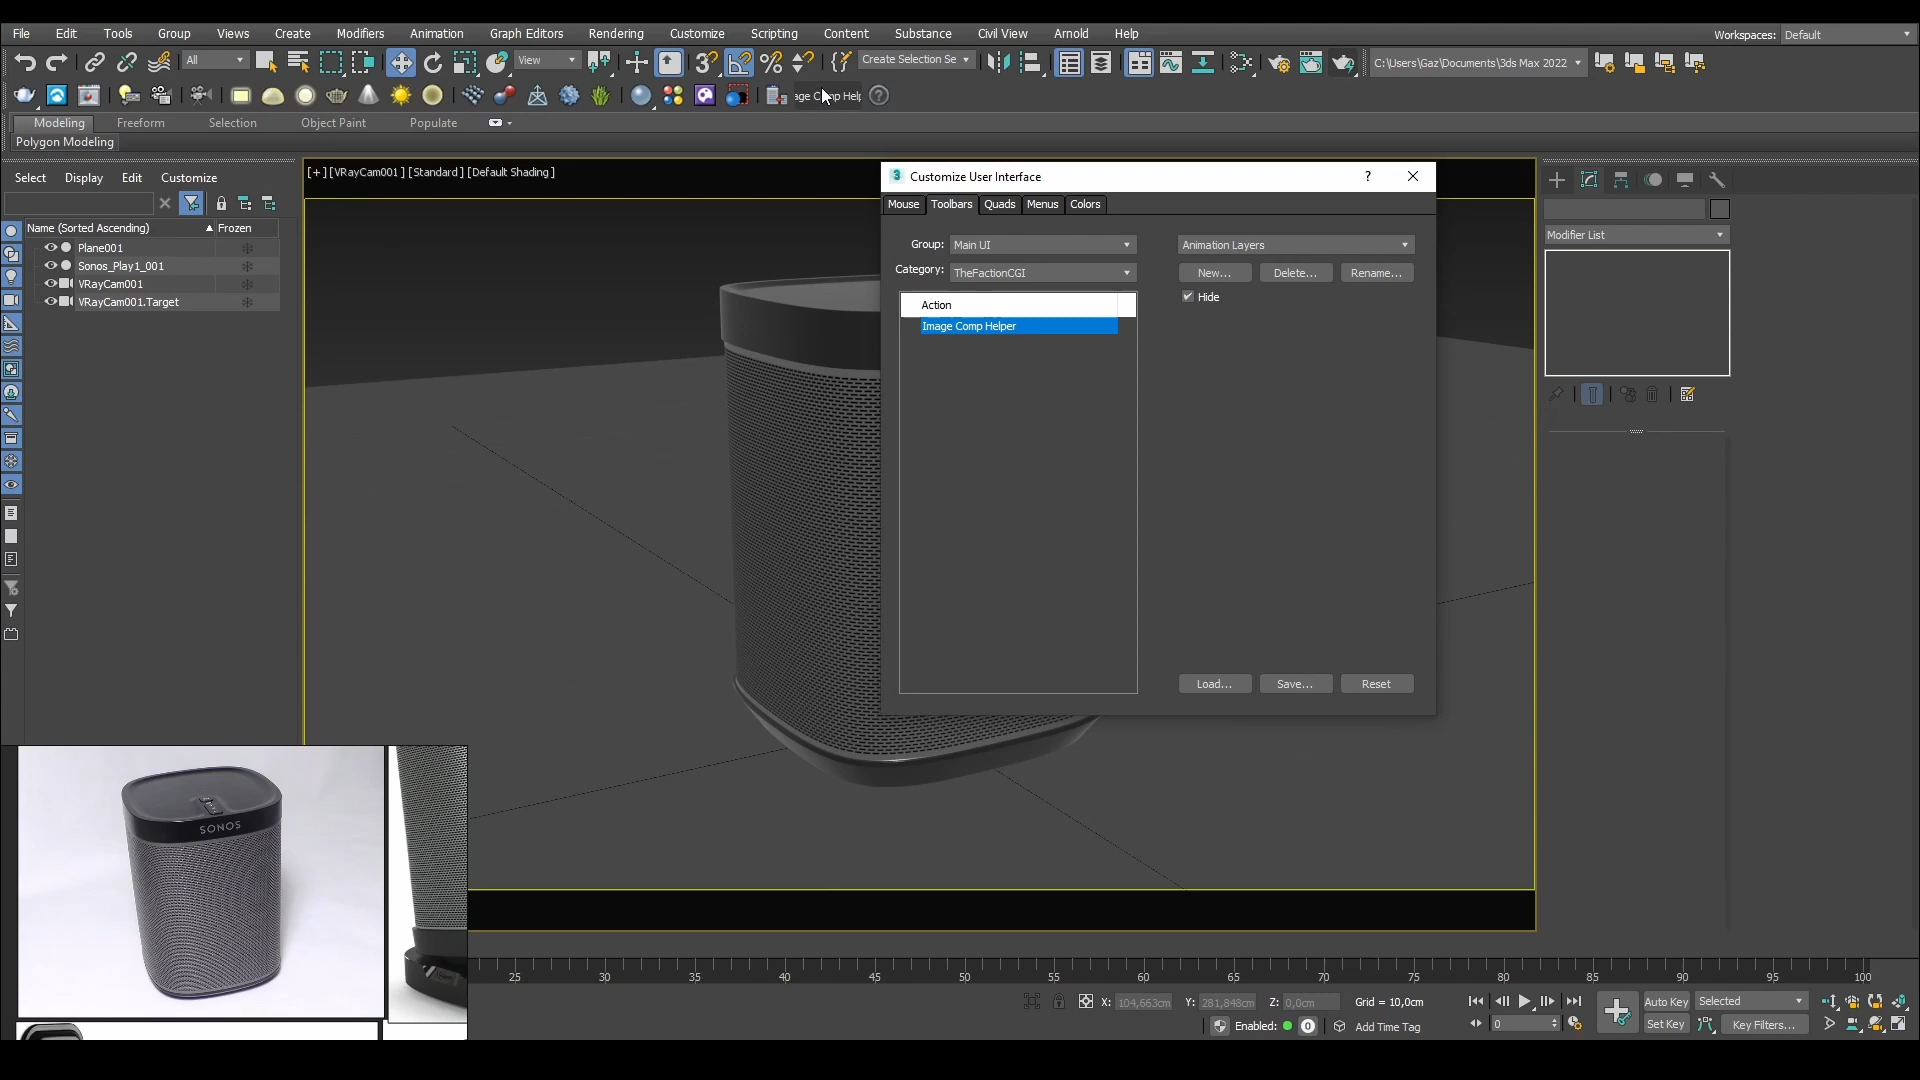 File Edit Tools Group Views Create Modifiers Animation Graph Editors Rendering Customize Scripting Content Substance Civil View Arnold Help
Workspaces: Default
All
View
Create Selection Se
C:\Users\Gaz\Documents\3ds Max 2022
age Comp Help
Modeling Freeform Selection Object Paint Populate
Polygon Modeling
Select Display Edit Customize
Name (Sorted Ascending) Frozen
Plane001
Sonos_Play1_001
VRayCam001
VRayCam001.Target
[+] [VRayCam001] [Standard] [Default Shading]
3 Customize User Interface ?
Mouse Toolbars Quads Menus Colors
Group: Main UI
Category: TheFactionCGI
Action
Image Comp Helper
Animation Layers
New... Delete... Rename...
Hide
Load... Save... Reset
Modifier List
SONOS
25 30 35 40 45 50 55 60 65 70 75 80 85 90 95 100
X: 104,663cm Y: 281,848cm Z: 0,0cm Grid = 10,0cm
Enabled: 0 Add Time Tag
0
Auto Key Selected
Set Key Key Filters...